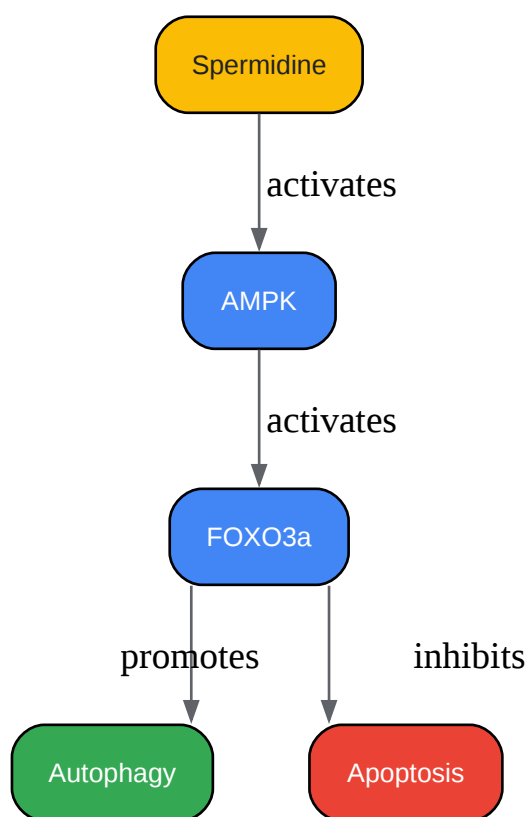 Spermidine
activates
AMPK
activates
FOXO3a
promotes
inhibits
Autophagy
Apoptosis